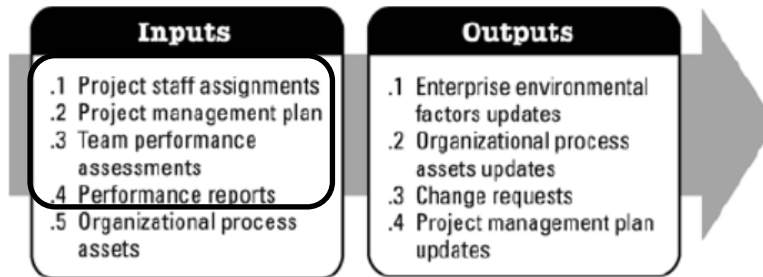 Inputs
.1 Project staff assignments
.2 Project management plan
.3 Team performance
assessments
.4 Performance reports
.5 Organizational process
assets
Outputs
.1 Enterprise environmental
factors updates
.2 Organizational process
assets updates
.3 Change requests
.4 Project management plan
updates